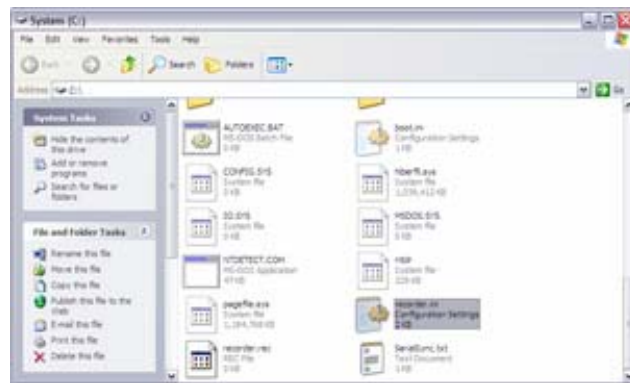 System (C:)
File Edit View Favorites Tools Help
Back Search Folders
Address C:\ Go
System Tasks
Hide the contents of this drive
Add or remove programs
Search for files or folders
File and Folder Tasks
Rename this file
Move this file
Copy this file
Publish this file to the Web
E-mail this file
Print this file
Delete this file
AUTOEXEC.BAT
MS-DOS Batch File
0 KB
boot.ini
Configuration Settings
1 KB
CONFIG.SYS
System file
0 KB
hiberfil.sys
System file
IO.SYS
System file
0 KB
MSDOS.SYS
System file
0 KB
NTDETECT.COM
MS-DOS Application
47 KB
ntldr
System file
pagefile.sys
System file
recorder.ini
Configuration Settings
2 KB
recorder.rec
REC File
SerialSync.txt
Text Document
1 KB